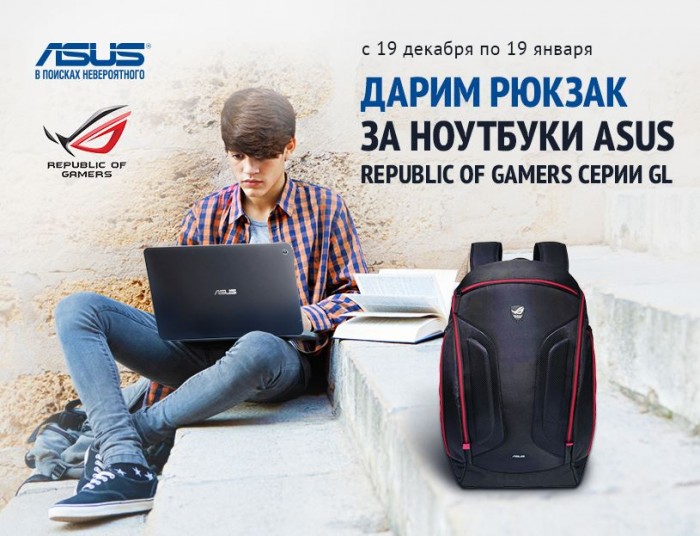 ASUS
В ПОИСКАХ НЕВЕРОЯТНОГО
REPUBLIC OF
GAMERS
с 19 декабря по 19 января
ДАРИМ РЮКЗАК
ЗА НОУТБУКИ ASUS
REPUBLIC OF GAMERS СЕРИИ GL
ASUS
ASUS